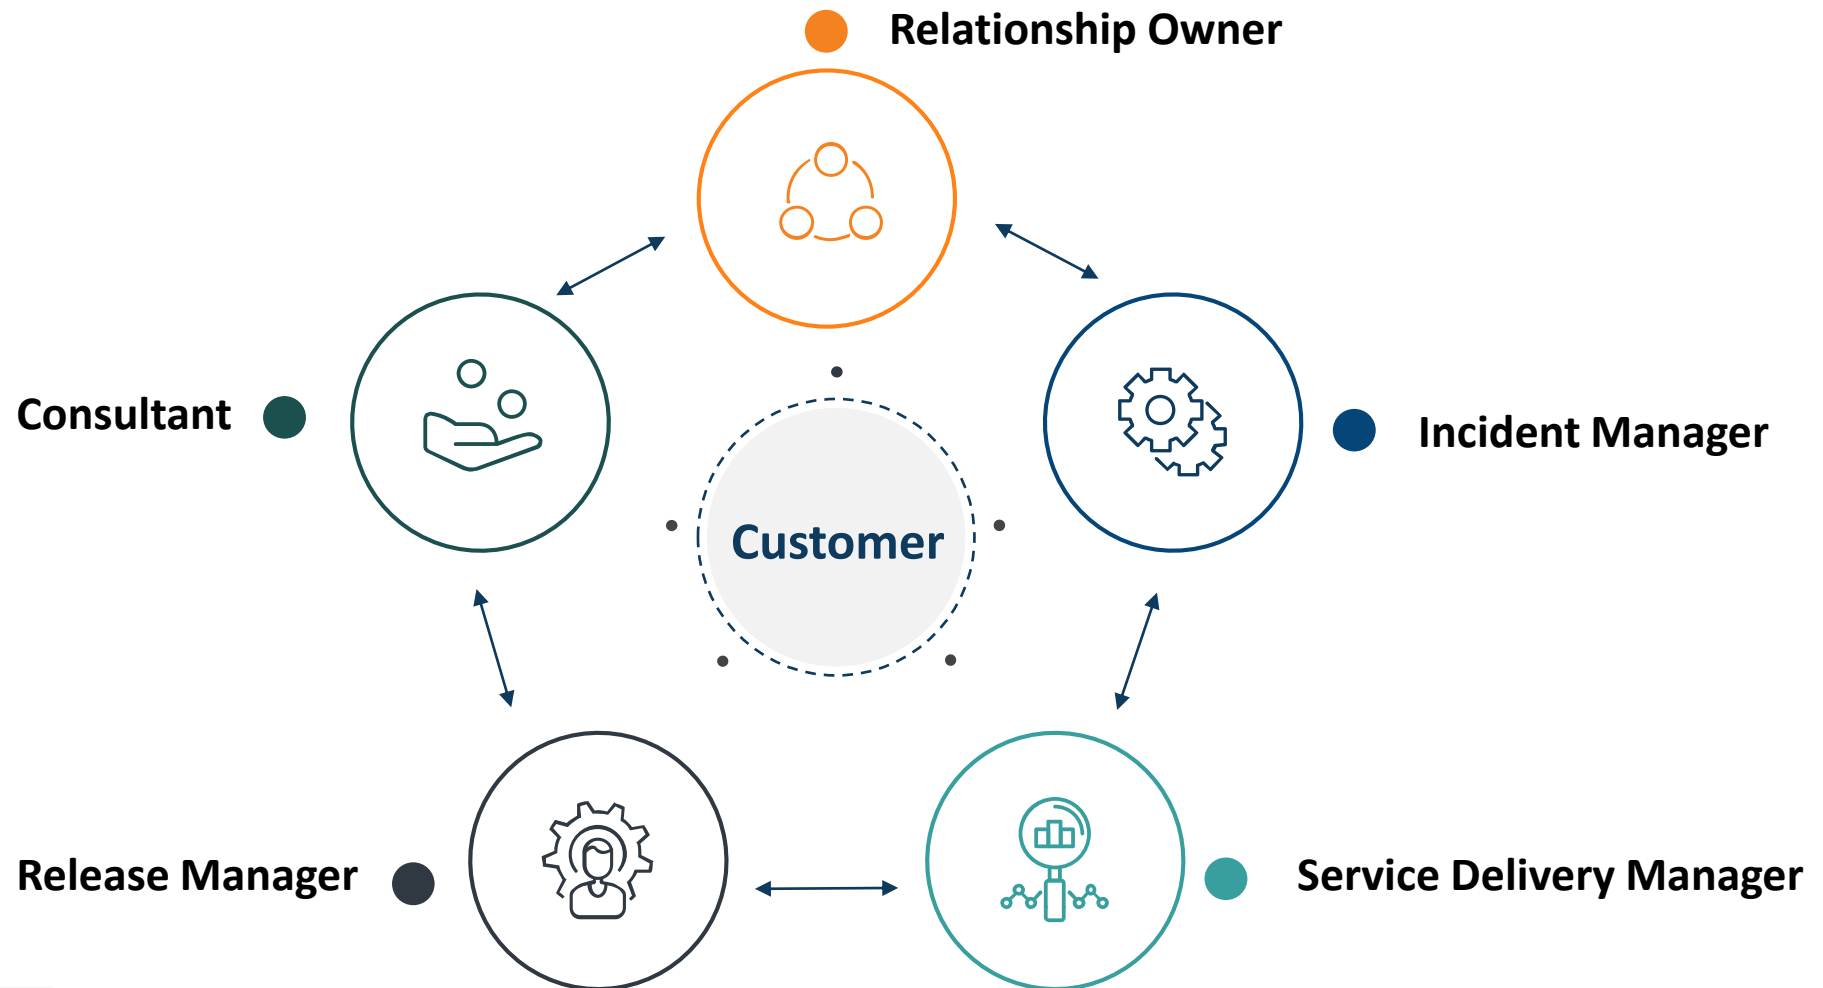 Relationship Owner
Consultant
Incident Manager
Customer
Release Manager
Service Delivery Manager